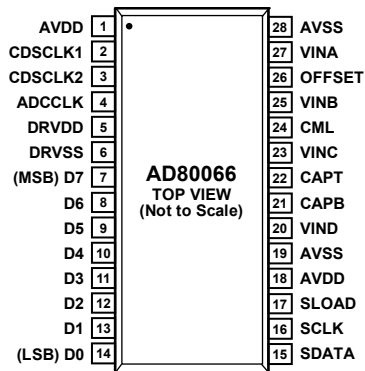 AVDD 1 28 AVSS
CDSCLK1 2 27 VINA
CDSCLK2 3 26 OFFSET
ADCCLK 4 25 VINB
DRVDD 5 24 CML
DRVSS 6 23 VINC
(MSB) D7 7 22 CAPT
D6 8 21 CAPB
D5 9 20 VIND
D4 10 19 AVSS
D3 11 18 AVDD
D2 12 17 SLOAD
D1 13 16 SCLK
(LSB) D0 14 15 SDATA
AD80066
TOP VIEW
(Not to Scale)